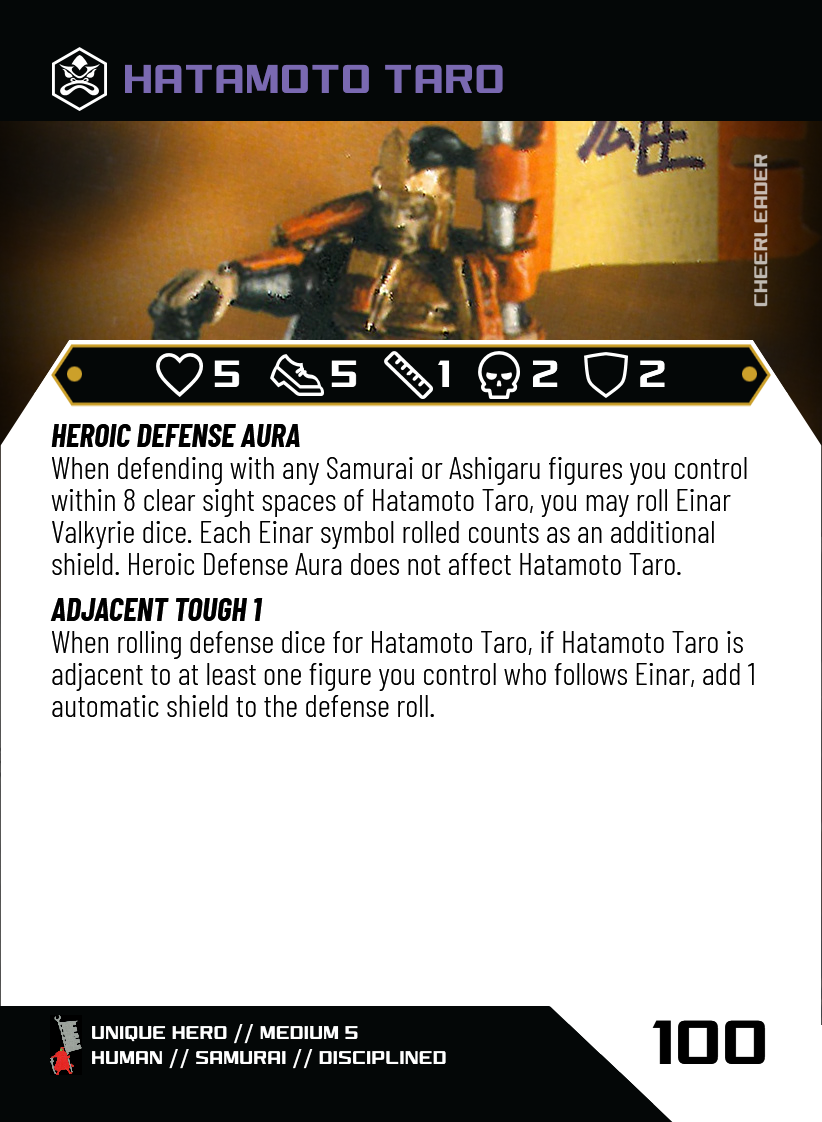 HATAMOTO TARO
雄
CHEERLEADER
5 5 1 2 2
HEROIC DEFENSE AURA
When defending with any Samurai or Ashigaru figures you control
within 8 clear sight spaces of Hatamoto Taro, you may roll Einar
Valkyrie dice. Each Einar symbol rolled counts as an additional
shield. Heroic Defense Aura does not affect Hatamoto Taro.
ADJACENT TOUGH 1
When rolling defense dice for Hatamoto Taro, if Hatamoto Taro is
adjacent to at least one figure you control who follows Einar, add 1
automatic shield to the defense roll.
UNIQUE HERO // MEDIUM 5
HUMAN // SAMURAI // DISCIPLINED
100